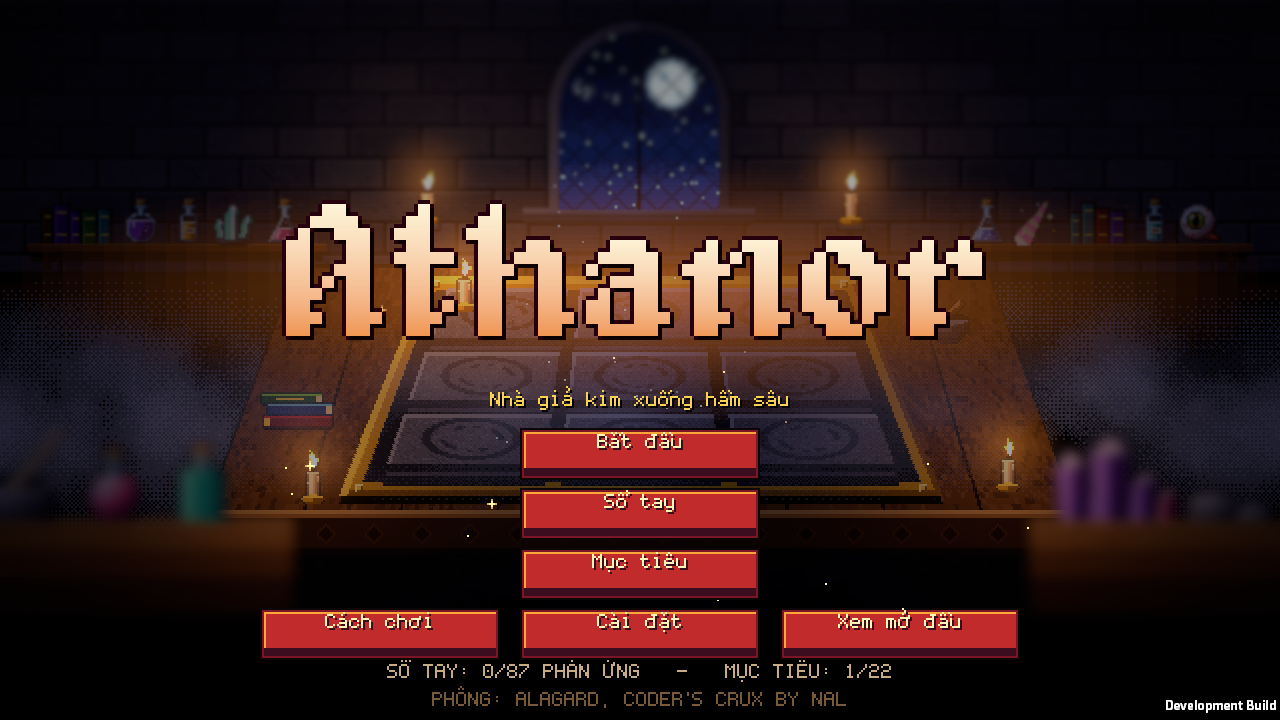 Athanor
Nhà giả kim xuống hầm sâu
Bắt đầu
Sổ tay
Mục tiêu
Cách chơi
Cài đặt
Xem mở đầu
SỔ TAY: 0/87 PHẢN ỨNG – MỤC TIÊU: 1/22
PHÔNG: ALAGARD, CODER'S CRUX BY NAL
Development Build